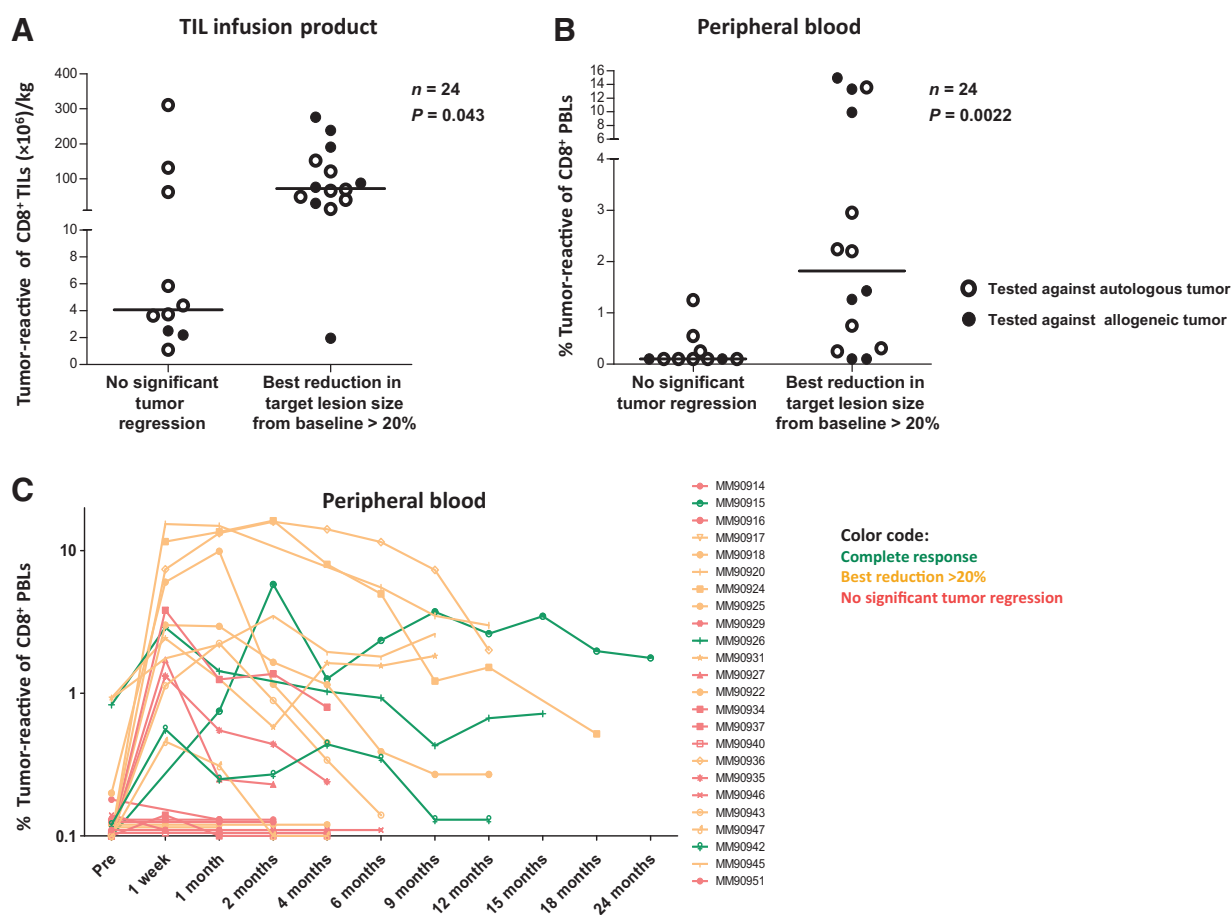 A
TIL infusion product
Tumor-reactive of CD8+ TILs (×10⁶)/kg
400
300
200
100
10
8
6
4
2
0
n = 24
P = 0.043
No significant
tumor
regression
Best reduction in
target lesion size
from baseline > 20%
B
Peripheral blood
% Tumor-reactive of CD8+ PBLs
16
14
12
10
8
6
4
3
2
1
0
n = 24
P = 0.0022
No significant
tumor regression
Best reduction in
target lesion size
from baseline > 20%
Tested against autologous tumor
Tested against allogeneic tumor
C
Peripheral blood
% Tumor-reactive of CD8+ PBLs
10
1
0.1
Pre
1 week
1 month
2 months
4 months
6 months
9 months
12 months
15 months
18 months
24 months
MM90914
MM90915
MM90916
MM90917
MM90918
MM90920
MM90924
MM90925
MM90929
MM90926
MM90931
MM90927
MM90922
MM90934
MM90937
MM90940
MM90936
MM90935
MM90946
MM90943
MM90947
MM90942
MM90945
MM90951
Color code:
Complete response
Best reduction >20%
No significant tumor regression